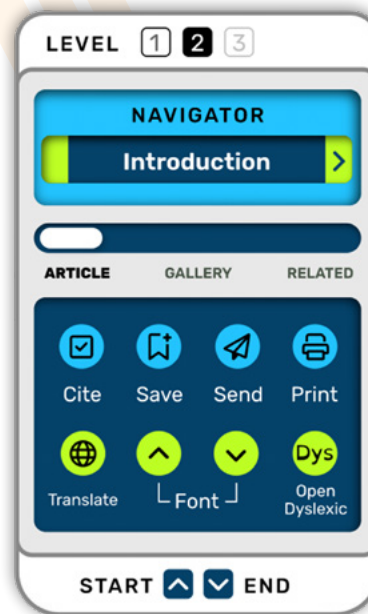 LEVEL 1 2 3
NAVIGATOR
Introduction
ARTICLE GALLERY RELATED
Cite Save Send Print
Dys
Translate Font Open Dyslexic
START END